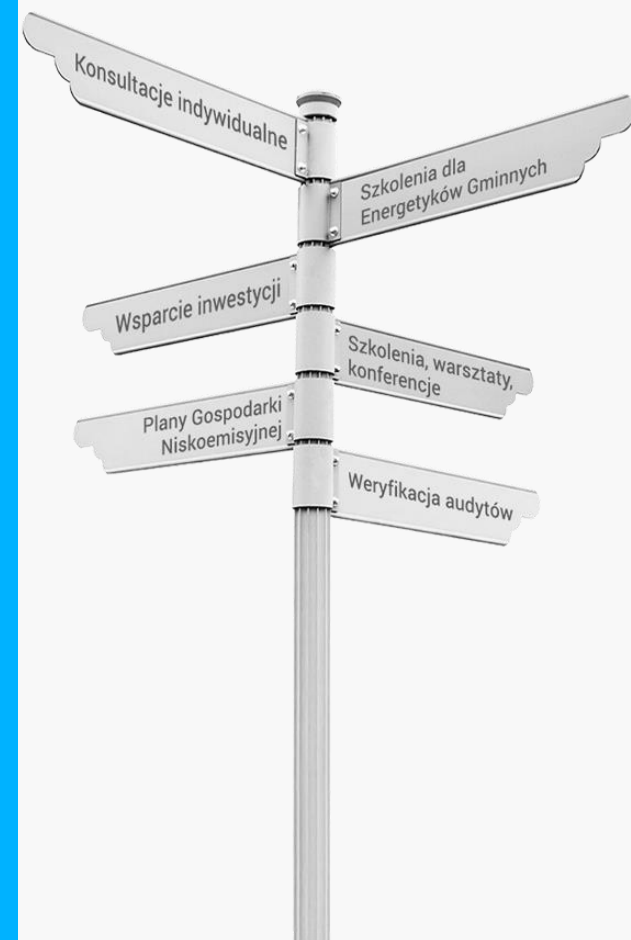 Konsultacje indywidualne
Szkolenia dla
Energetyków Gminnych
Wsparcie inwestycji
Szkolenia, warsztaty,
konferencje
Plany Gospodarki
Niskoemisyjnej
Weryfikacja audytów